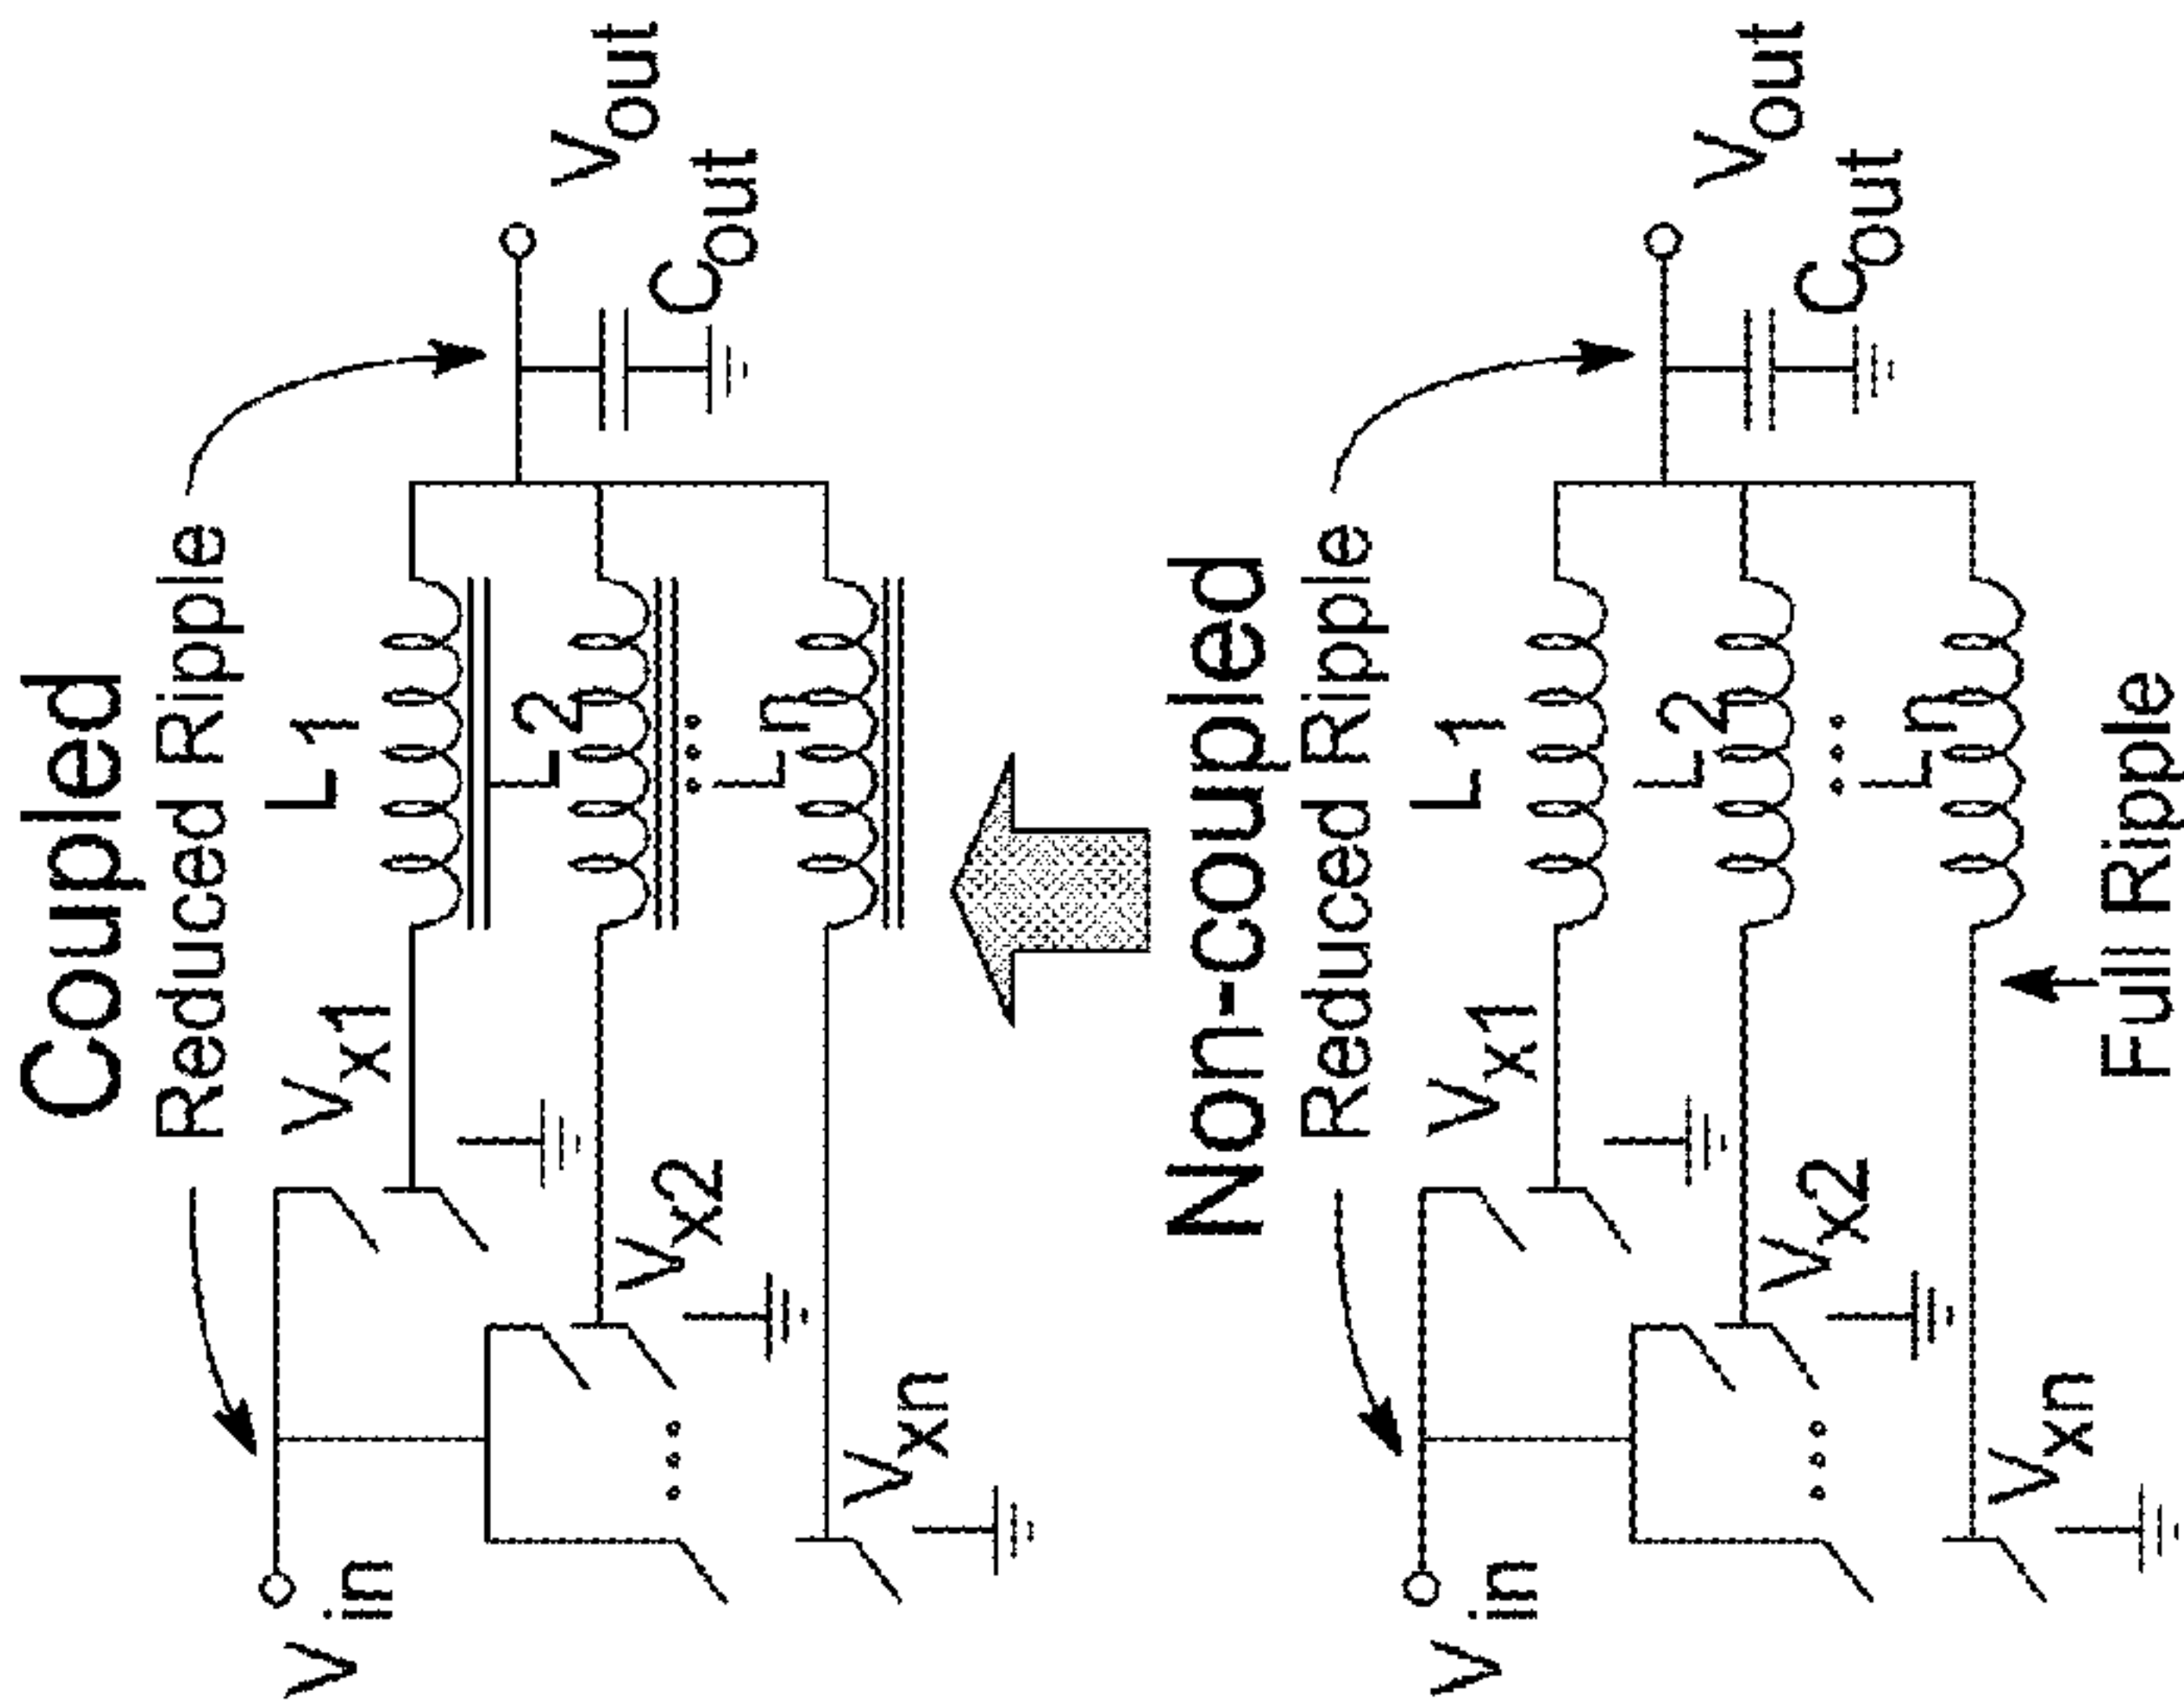 Coupled
Reduced Ripple
L1
Vx1
L2
Vx2
Ln
Vxn
Vin
Vout
Cout
Non-coupled
Reduced Ripple
L1
Vx1
L2
Vx2
Ln
Vxn
Vin
Vout
Cout
Full Ripple